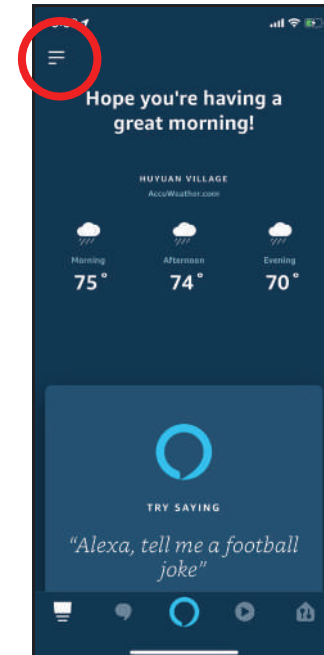 Hope you're having a
great morning!
HUYUAN VILLAGE
AccuWeather.com
Morning
Afternoon
Evening
75°
74°
70°
TRY SAYING
"Alexa, tell me a football
joke"